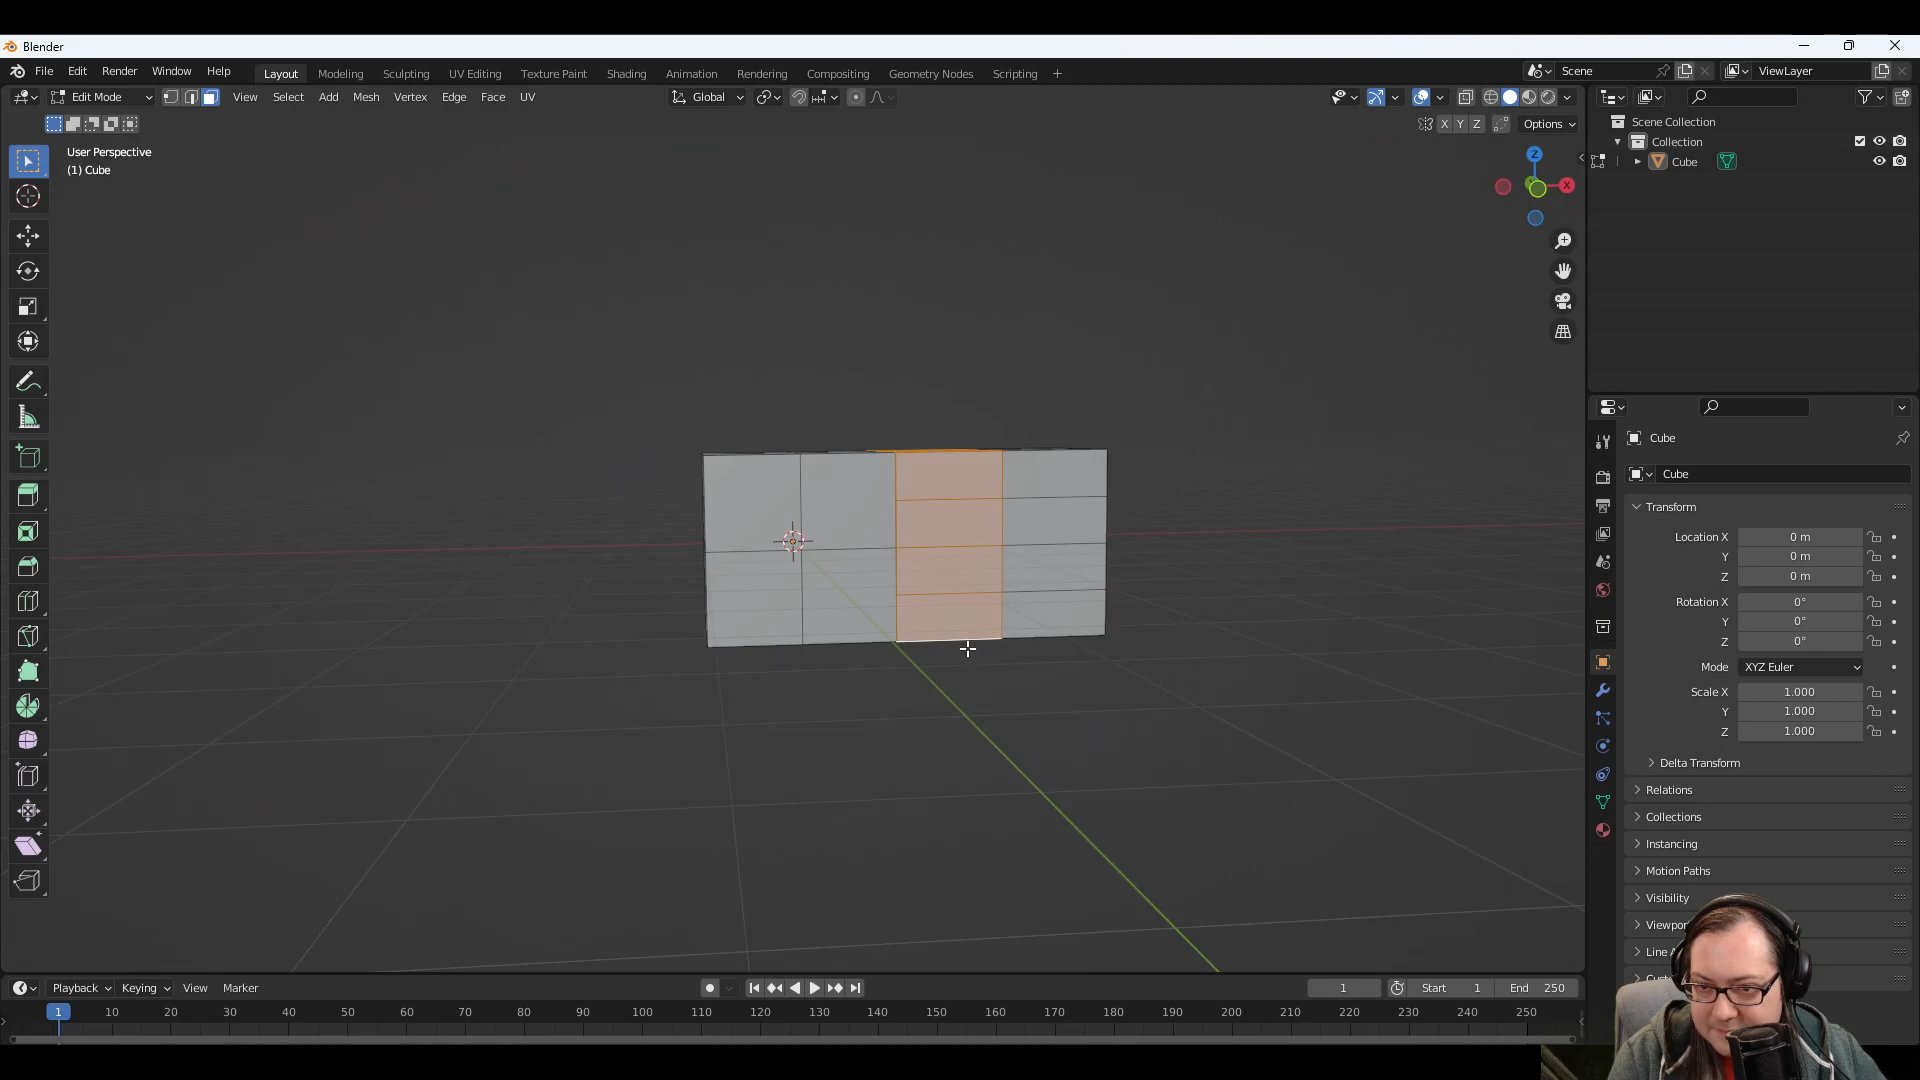 Blender
File Edit Render Window Help Layout Modeling Sculpting UV Editing Texture Paint Shading Animation Rendering Compositing Geometry Nodes Scripting + Scene ViewLayer
Edit Mode View Select Add Mesh Vertex Edge Face UV Global
X Y Z Options
User Perspective
(1) Cube
Z
X
Scene Collection
Collection
Cube
Cube
Cube
Transform
Location X 0 m
Y 0 m
Z 0 m
Rotation X 0°
Y 0°
Z 0°
Mode XYZ Euler
Scale X 1.000
Y 1.000
Z 1.000
Delta Transform
Relations
Collections
Instancing
Motion Paths
Visibility
Playback Keying View Marker 1 Start 1 End 250
1 10 20 30 40 50 60 70 80 90 100 110 120 130 140 150 160 170 180 190 200 210 220 230 240 250